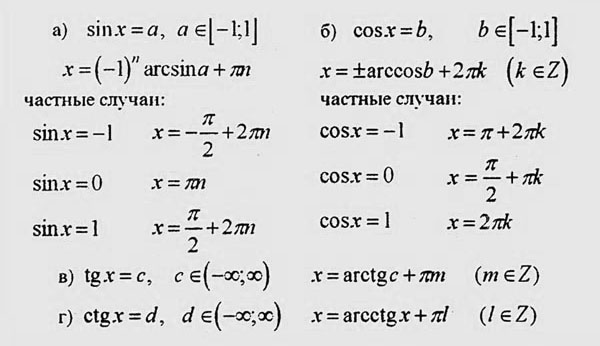 а) sin x = a, a ∈ [−1;1]
x = (−1)ⁿ arcsin a + πn
частные случаи:
sin x = −1 x = −π/2 + 2πn
sin x = 0 x = πn
sin x = 1 x = π/2 + 2πn
б) cos x = b, b ∈ [−1;1]
x = ±arccos b + 2πk (k ∈ Z)
частные случаи:
cos x = −1 x = π + 2πk
cos x = 0 x = π/2 + πk
cos x = 1 x = 2πk
в) tg x = c, c ∈ (−∞;∞) x = arctg c + πm (m ∈ Z)
г) ctg x = d, d ∈ (−∞;∞) x = arcctg x + πl (l ∈ Z)